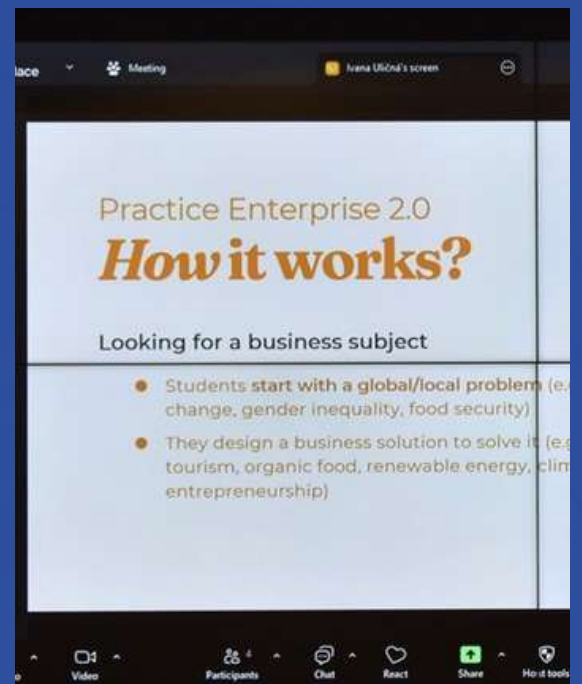 lace
Meeting
Ivana Uličná's screen
Practice Enterprise 2.0
How it works?
Looking for a business subject
Students start with a global/local problem (e.
change, gender inequality, food security)
They design a business solution to solve it (e.g
tourism, organic food, renewable energy, clim
entrepreneurship)
4
Video
Participants
Chat
React
Share
Host tools